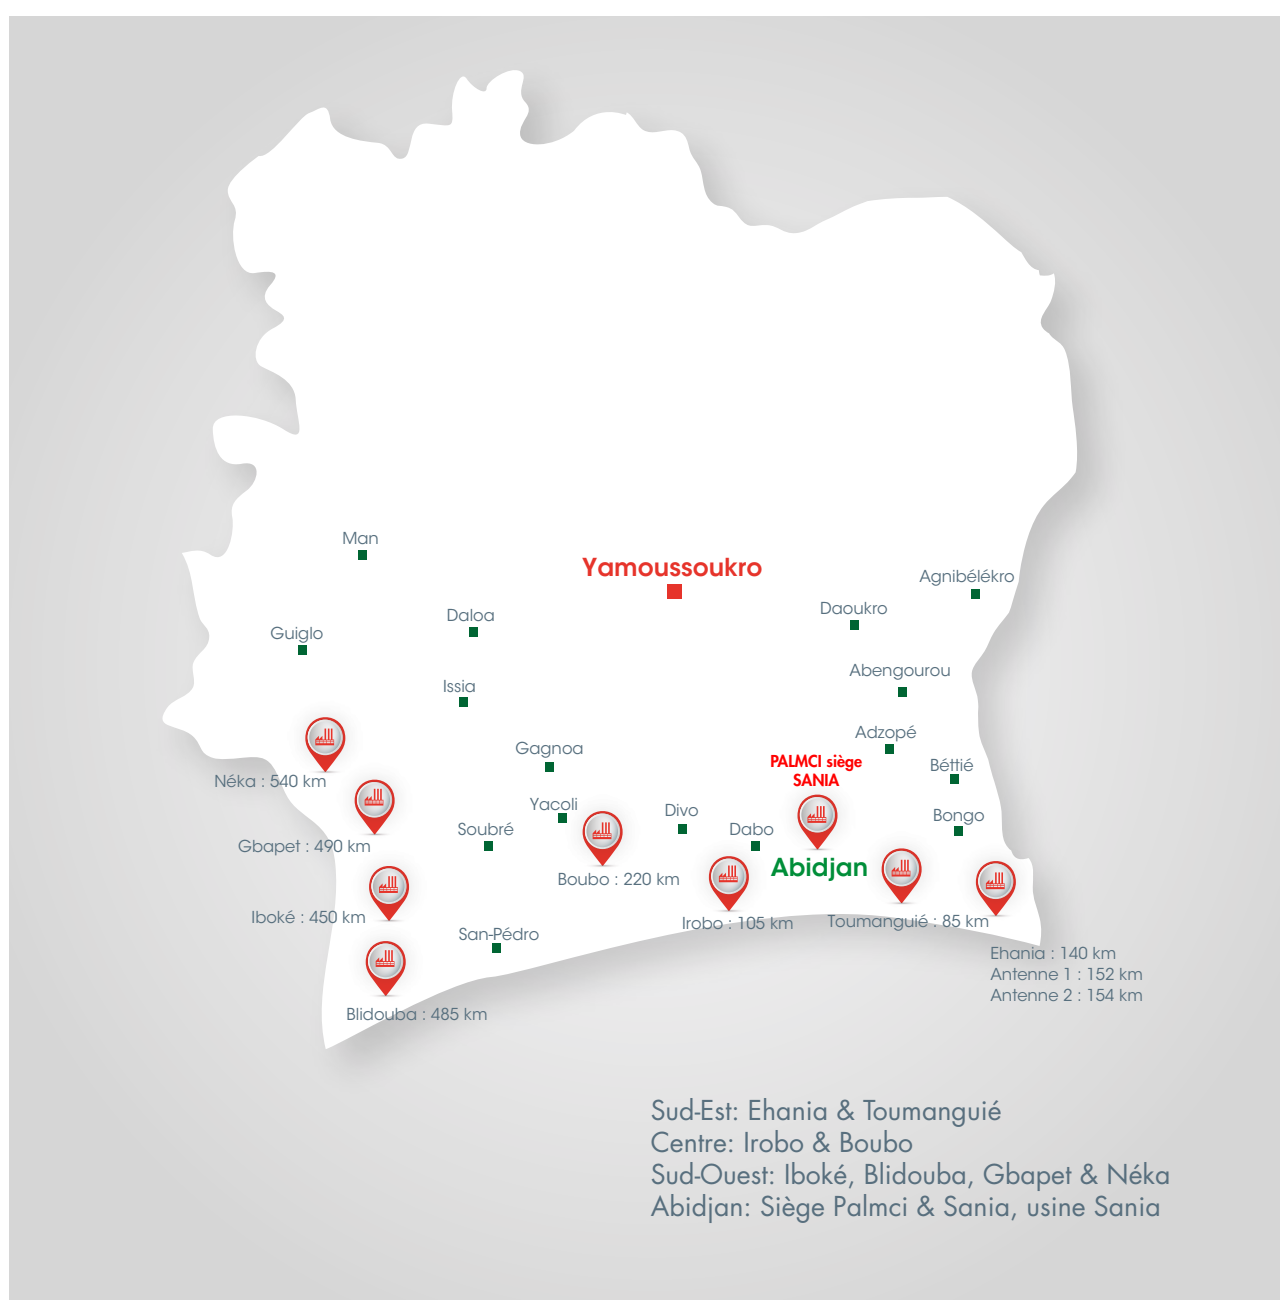 Man
Yamoussoukro
Agnibélékro
Daoukro
Daloa
Guiglo
Abengourou
Issia
Adzopé
Gagnoa
PALMCI siège
SANIA
Béttié
Néka : 540 km
Yacoli
Divo
Bongo
Soubré
Dabo
Gbapet : 490 km
Abidjan
Boubo : 220 km
Iboké : 450 km
Irobo : 105 km
Toumanguié : 85 km
San-Pédro
Ehania : 140 km
Antenne 1 : 152 km
Antenne 2 : 154 km
Blidouba : 485 km
Sud-Est: Ehania & Toumanguié
Centre: Irobo & Boubo
Sud-Ouest: Iboké, Blidouba, Gbapet & Néka
Abidjan: Siège Palmci & Sania, usine Sania